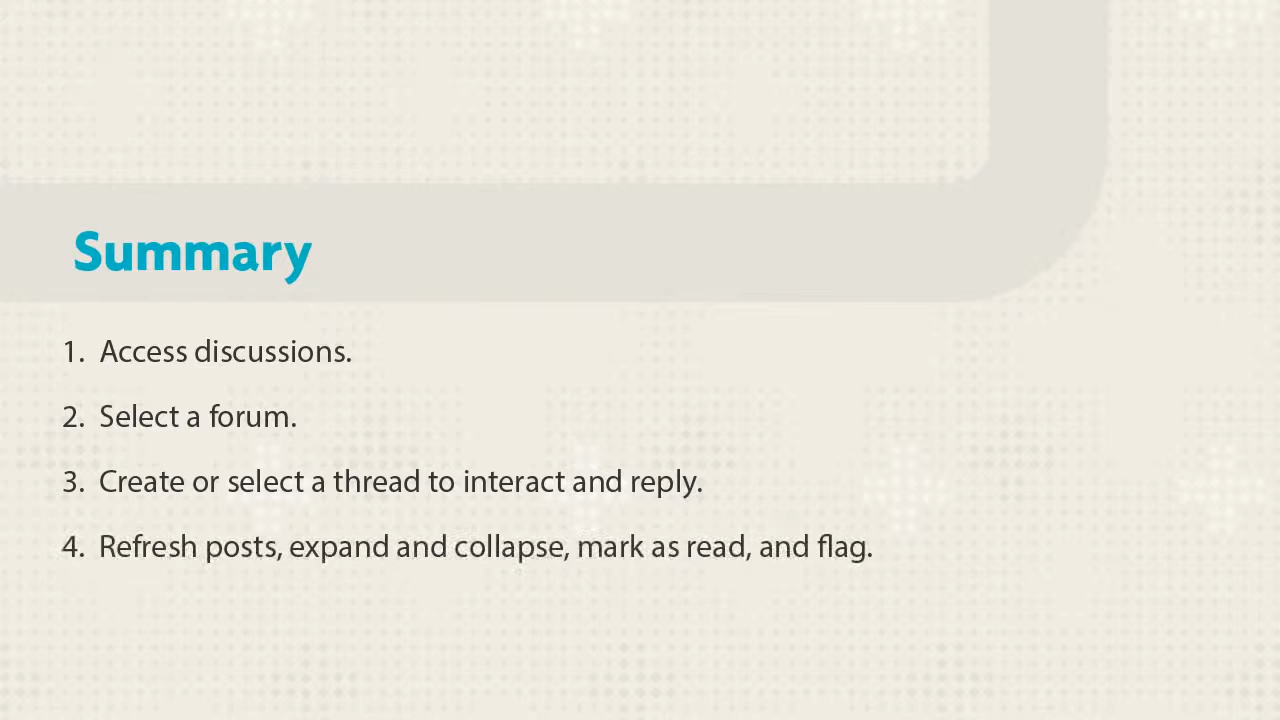 Summary
1. Access discussions.
2. Select a forum.
3. Create or select a thread to interact and reply.
4. Refresh posts, expand and collapse, mark as read, and flag.